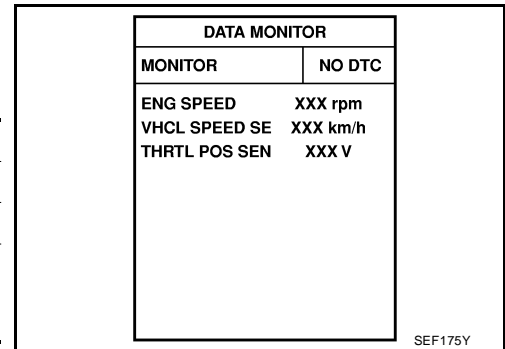 DATA MONITOR
MONITOR NO DTC
ENG SPEED XXX rpm
VHCL SPEED SE XXX km/h
THRTL POS SEN XXX V
SEF175Y